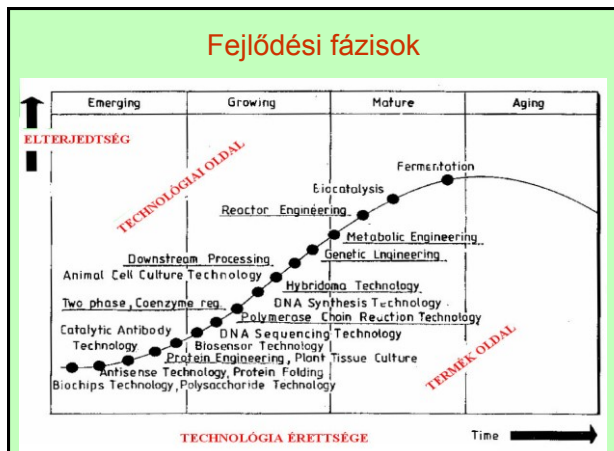 Fejlődési fázisok
Emerging Growing Mature Aging
ELTERJEDTSÉG
TECHNOLÓGIAI OLDAL
Fermentation
Biocatalysis
Reactor Engineering
Metabolic Engineering
Downstream Processing
Genetic Engineering
Animal Cell Culture Technology
Hybridoma Technology
Two phase, Coenzyme reg.
DNA Synthesis Technology
Polymerase Chain Reuction Technology
Catalytic Antibody
Technology
DNA Sequencing Technology
Biosensor Technology
Protein Engineering, Plant Tissue Culture
Antisense Technology, Protein Folding
Biochips Technology, Polysaccharide Technology
TERMÉK OLDAL
TECHNOLÓGIA ÉRETTSÉGE
Time